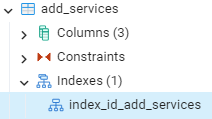 add_services
Columns (3)
Constraints
Indexes (1)
index_id_add_services